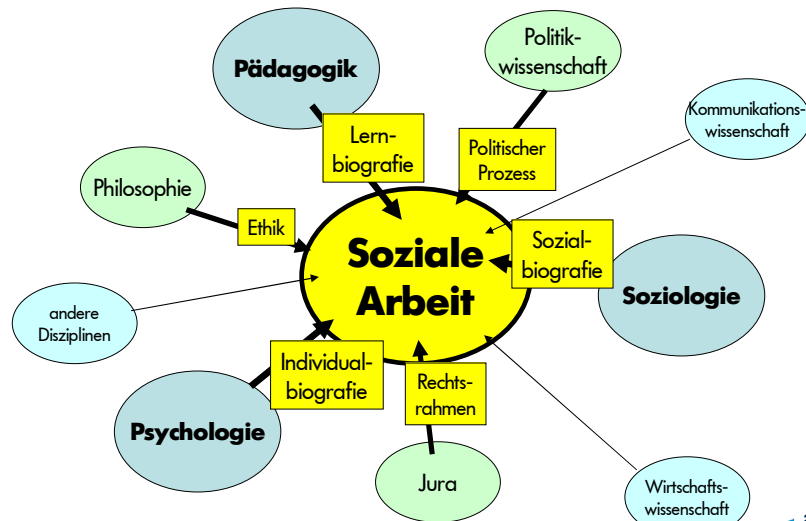 Pädagogik
Politik-
wissenschaft
Kommunikations-
wissenschaft
Lern-
biografie
Politischer
Prozess
Philosophie
Ethik
Soziale
Arbeit
Sozial-
biografie
Soziologie
andere
Disziplinen
Individual-
biografie
Rechts-
rahmen
Psychologie
Jura
Wirtschafts-
wissenschaft